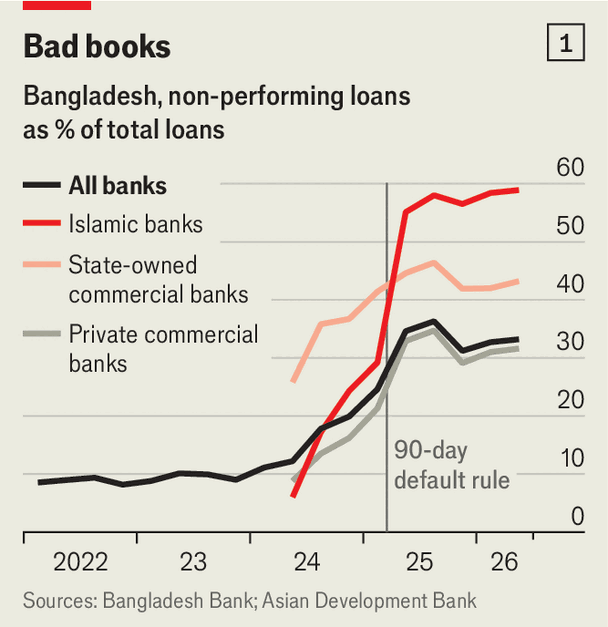 Bad books
1
Bangladesh, non-performing loans
as % of total loans
All banks
Islamic banks
State-owned
commercial banks
Private commercial
banks
60
50
40
30
20
10
0
90-day
default rule
2022
23
24
25
26
Sources: Bangladesh Bank; Asian Development Bank